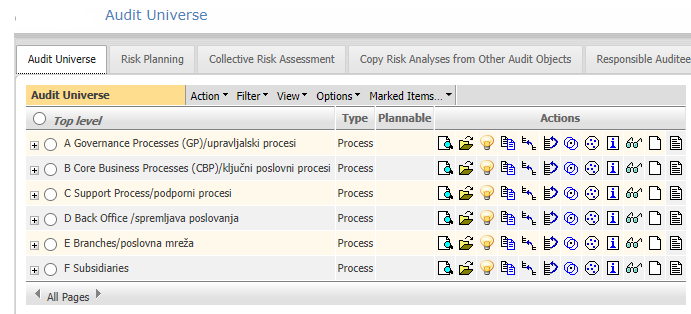 Audit Universe
Audit Universe Risk Planning Collective Risk Assessment Copy Risk Analyses from Other Audit Objects Responsible Auditee
Audit Universe Action Filter View Options Marked Items...
Top level Type Plannable Actions
A Governance Processes (GP)/upravljalski procesi Process
B Core Business Processes (CBP)/ključni poslovni procesi Process
C Support Process/podporni procesi Process
D Back Office /spremljava poslovanja Process
E Branches/poslovna mreža Process
F Subsidiaries Process
All Pages